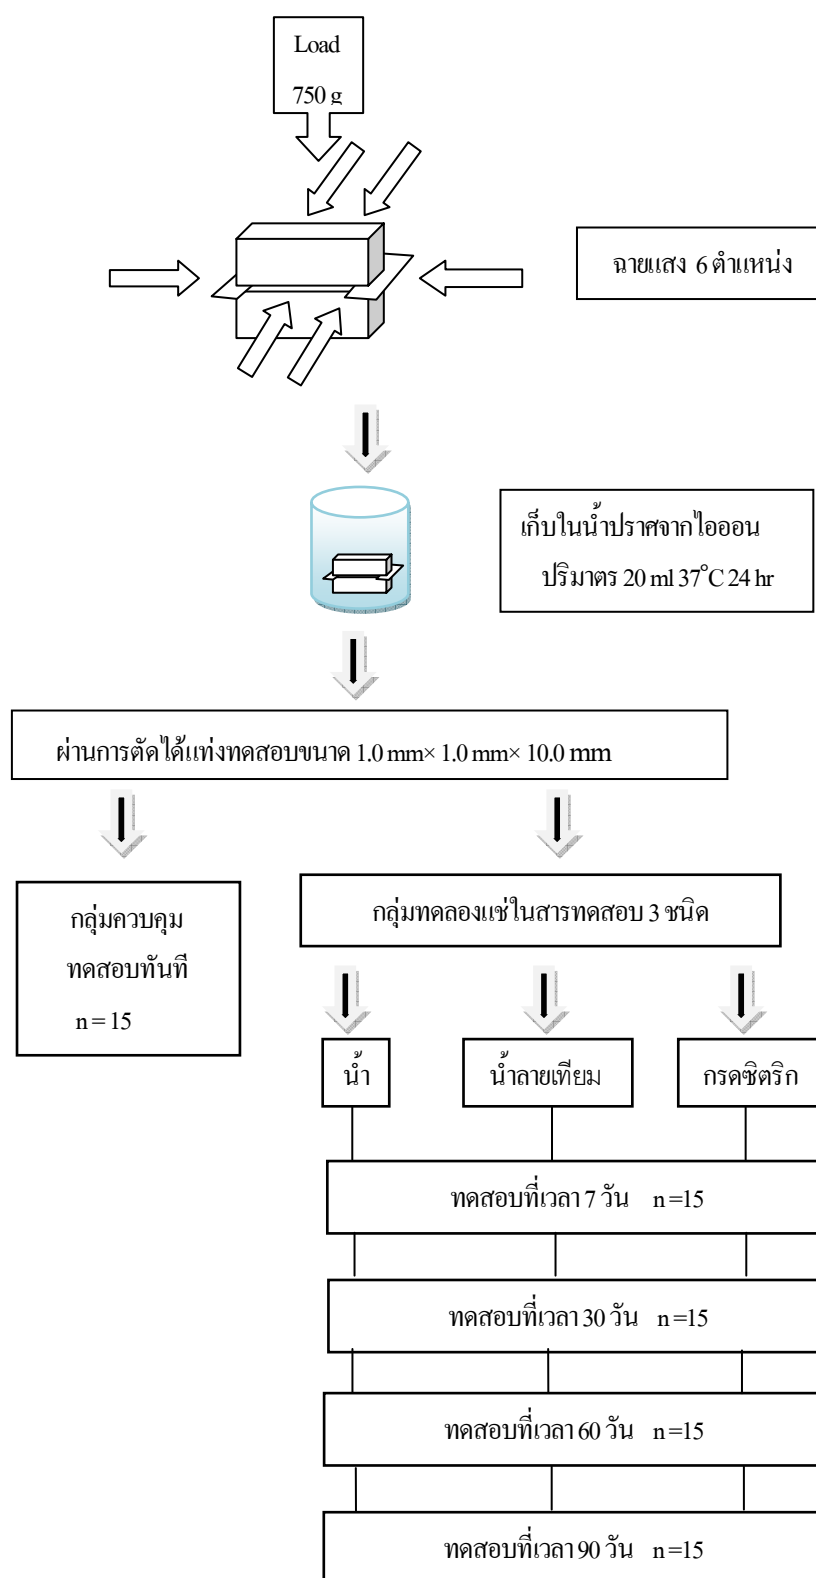 Load
750 g
ฉายแสง 6 ตำแหน่ง
เก็บในน้ำปราศจากไอออน
ปริมาตร 20 ml 37°C 24 hr
ผ่านการตัดได้แท่งทดสอบขนาด 1.0 mm× 1.0 mm× 10.0 mm
กลุ่มควบคุม
ทดสอบทันที
n = 15
กลุ่มทดลองแช่ในสารทดสอบ 3 ชนิด
น้ำ
น้ำลายเทียม
กรดซิตริก
ทดสอบที่เวลา 7 วัน n =15
ทดสอบที่เวลา 30 วัน n =15
ทดสอบที่เวลา 60 วัน n =15
ทดสอบที่เวลา 90 วัน n =15